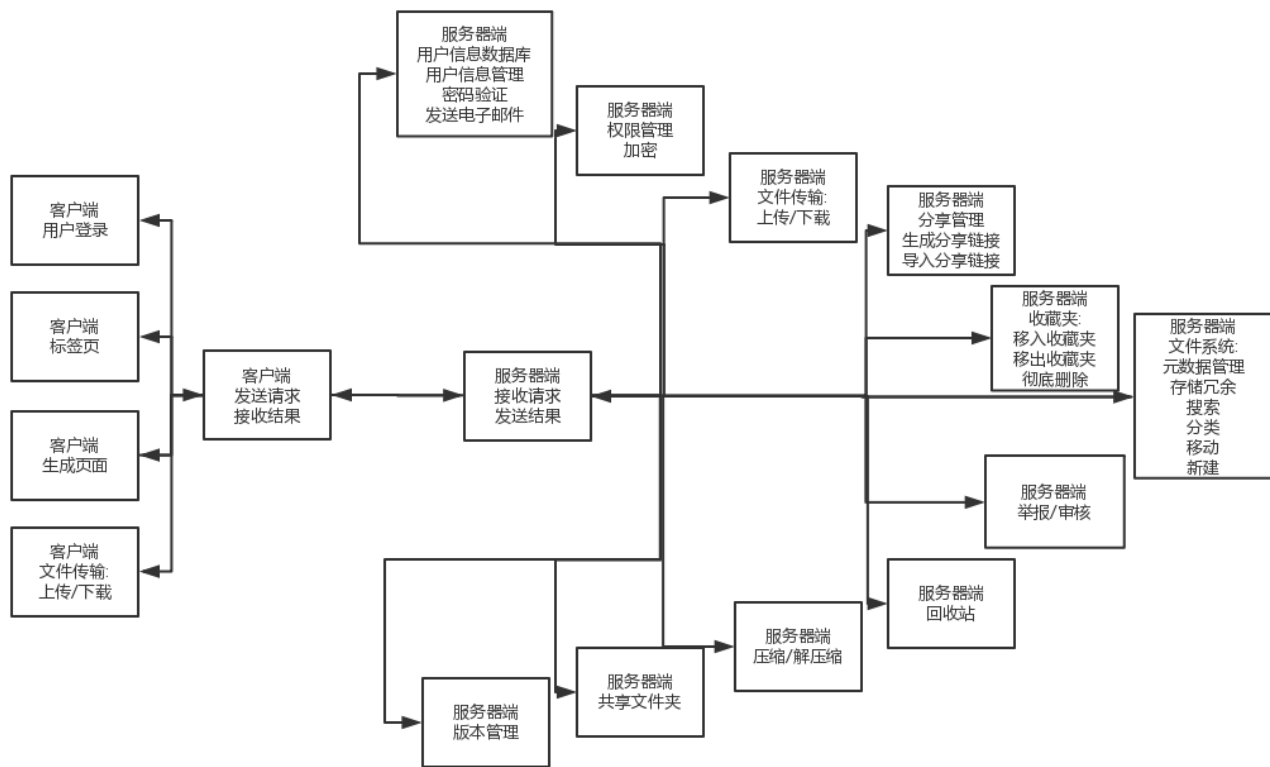 服务器端
用户信息数据库
用户信息管理
密码验证
发送电子邮件
服务器端
权限管理
加密
服务器端
文件传输:
上传/下载
服务器端
分享管理
生成分享链接
导入分享链接
客户端
用户登录
客户端
标签页
客户端
生成页面
客户端
文件传输:
上传/下载
客户端
发送请求
接收结果
服务器端
接收请求
发送结果
服务器端
收藏夹:
移入收藏夹
移出收藏夹
彻底删除
服务器端
文件系统:
元数据管理
存储冗余
搜索
分类
移动
新建
服务器端
举报/审核
服务器端
回收站
服务器端
压缩/解压缩
服务器端
共享文件夹
服务器端
版本管理